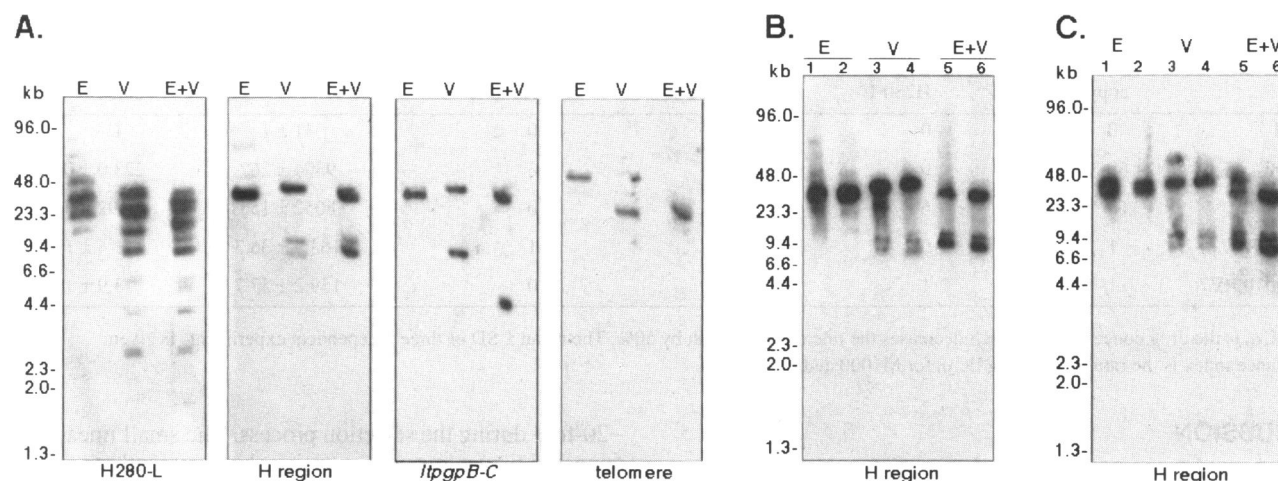 A.
kb
E V E+V
E V E+V
E V E+V
E V E+V
96.0-
48.0-
23.3-
9.4-
6.6-
4.4-
2.3-
2.0-
1.3-
H280-L
H region
ltpgpB-C
telomere
B.
E V E+V
1 2 3 4 5 6
kb
96.0-
48.0-
23.3-
9.4-
6.6-
4.4-
2.3-
2.0-
1.3-
H region
C.
E V E+V
1 2 3 4 5 6
kb
96.0-
48.0-
23.3-
9.4-
6.6-
4.4-
2.3-
2.0-
1.3-
H region